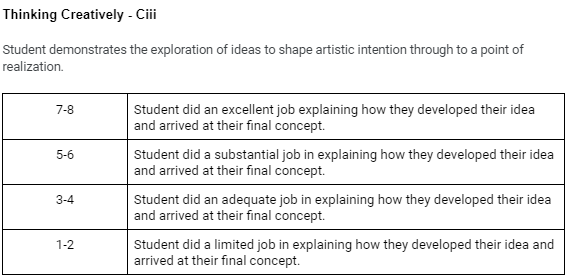 Thinking Creatively - Ciii
Student demonstrates the exploration of ideas to shape artistic intention through to a point of
realization.
7-8
Student did an excellent job explaining how they developed their idea
and arrived at their final concept.
5-6
Student did a substantial job in explaining how they developed their idea
and arrived at their final concept.
3-4
Student did an adequate job in explaining how they developed their idea
and arrived at their final concept.
1-2
Student did a limited job in explaining how they developed their idea and
arrived at their final concept.